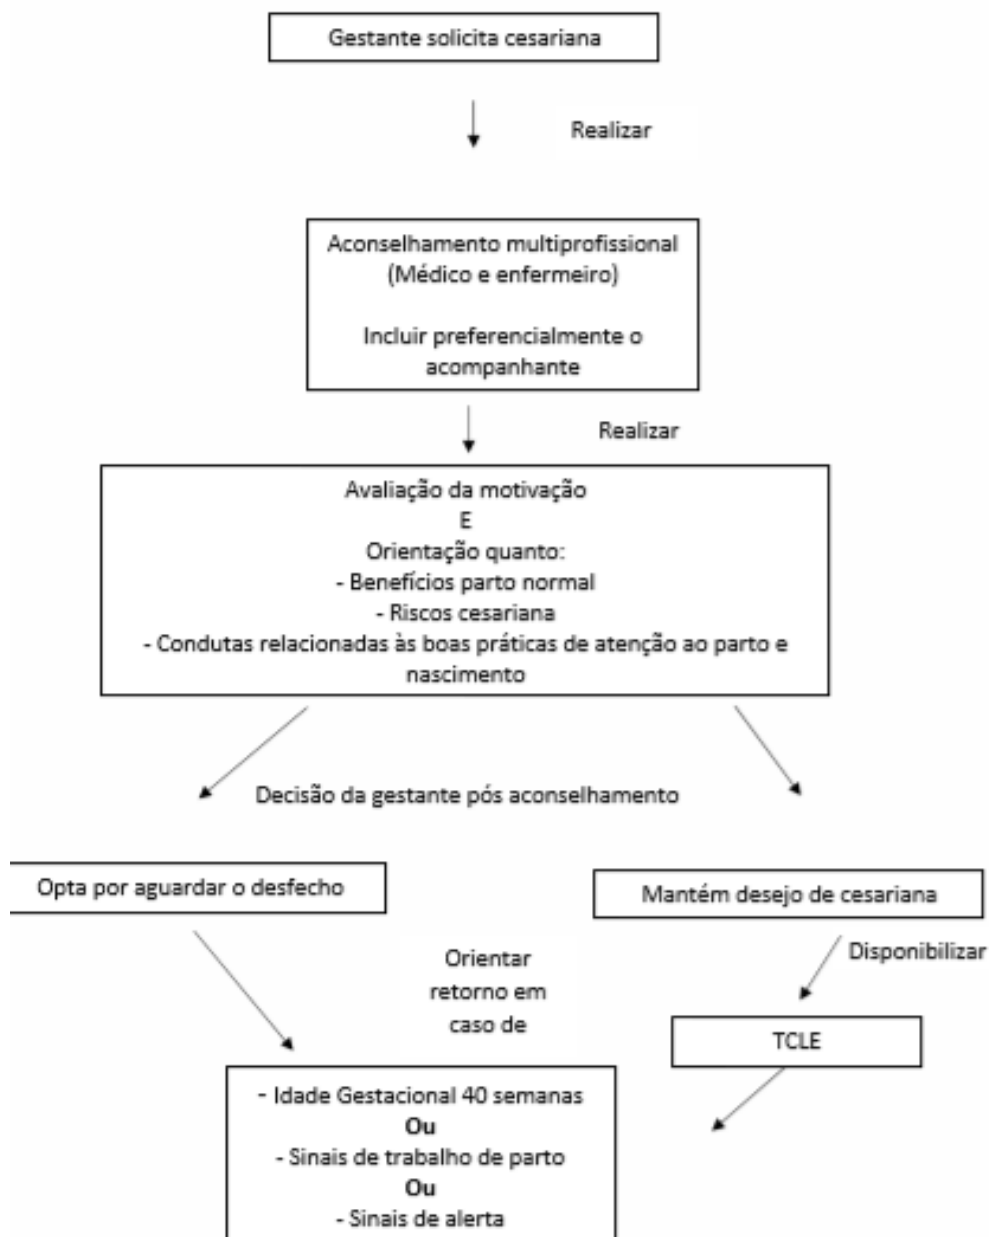 Gestante solicita cesariana
Realizar
Aconselhamento multiprofissional
(Médico e enfermeiro)
Incluir preferencialmente o
acompanhante
Realizar
Avaliação da motivação
E
Orientação quanto:
- Benefícios parto normal
- Riscos cesariana
- Condutas relacionadas às boas práticas de atenção ao parto e
nascimento
Decisão da gestante pós aconselhamento
Opta por aguardar o desfecho
Mantém desejo de cesariana
Disponibilizar
Orientar
retorno em
caso de
TCLE
- Idade Gestacional 40 semanas
Ou
- Sinais de trabalho de parto
Ou
- Sinais de alerta